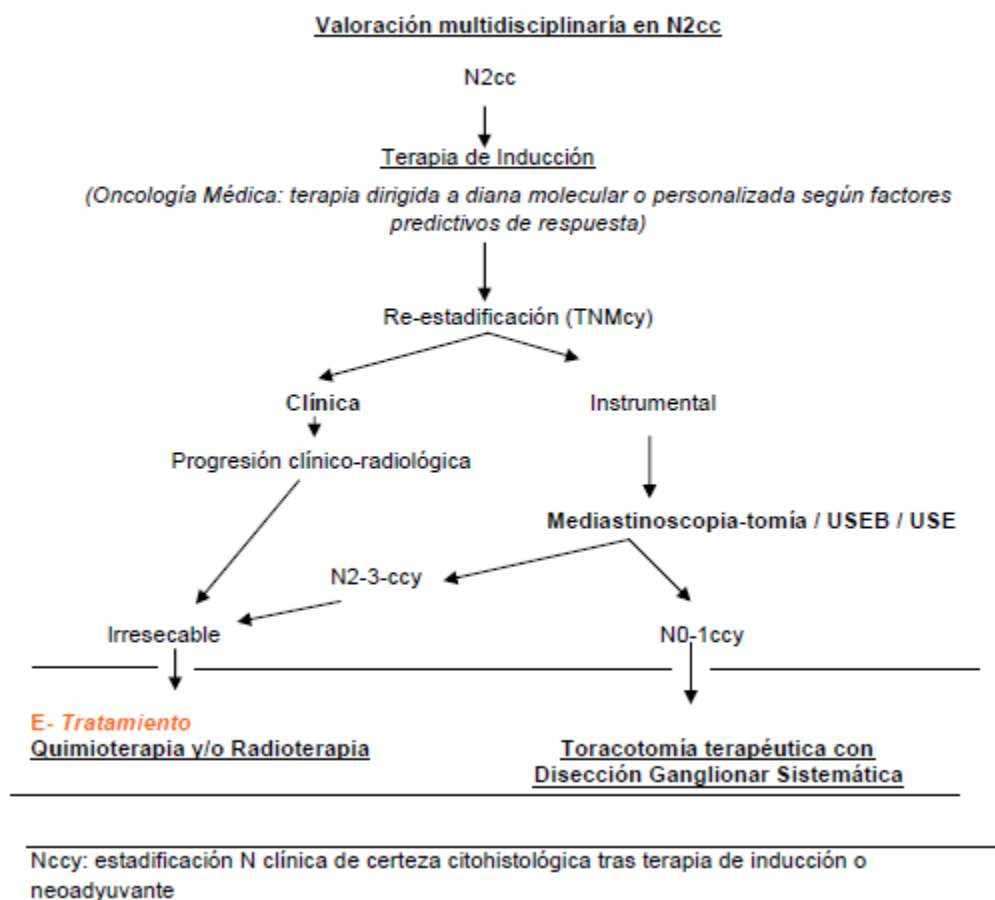 Valoración multidisciplinaría en N2cc
N2cc
Terapia de Inducción
(Oncología Médica: terapia dirigida a diana molecular o personalizada según factores
predictivos de respuesta)
Re-estadificación (TNMcy)
Clínica
Instrumental
Progresión clínico-radiológica
Mediastinoscopia-tomía / USEB / USE
N2-3-ccy
Irresecable
N0-1ccy
E- Tratamiento
Quimioterapia y/o Radioterapia
Toracotomía terapéutica con
Disección Ganglionar Sistemática
Nccy: estadificación N clínica de certeza citohistológica tras terapia de inducción o
neoadyuvante